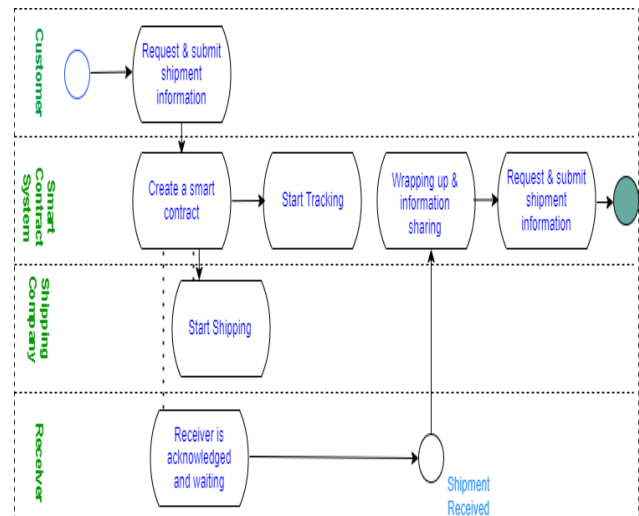 Customer
Request & submit
shipment
information
Smart
Contract
System
Create a smart
contract
Start Tracking
Wrapping up &
information
sharing
Request & submit
shipment
information
Shipping
Company
Start Shipping
Receiver
Receiver is
acknowledged
and waiting
Shipment
Received